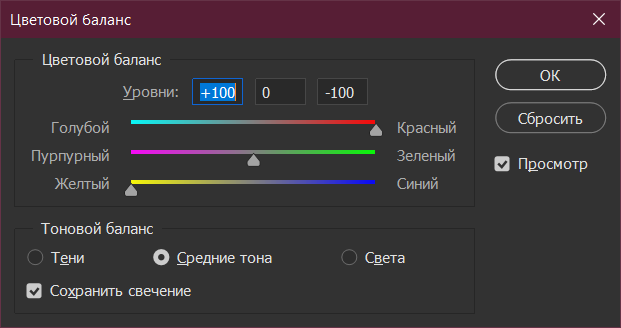 Цветовой баланс
Цветовой баланс
Уровни: +100 0 -100
Голубой Красный
Пурпурный Зеленый
Желтый Синий
Тоновой баланс
Тени Средние тона Света
Сохранить свечение
OK
Сбросить
Просмотр